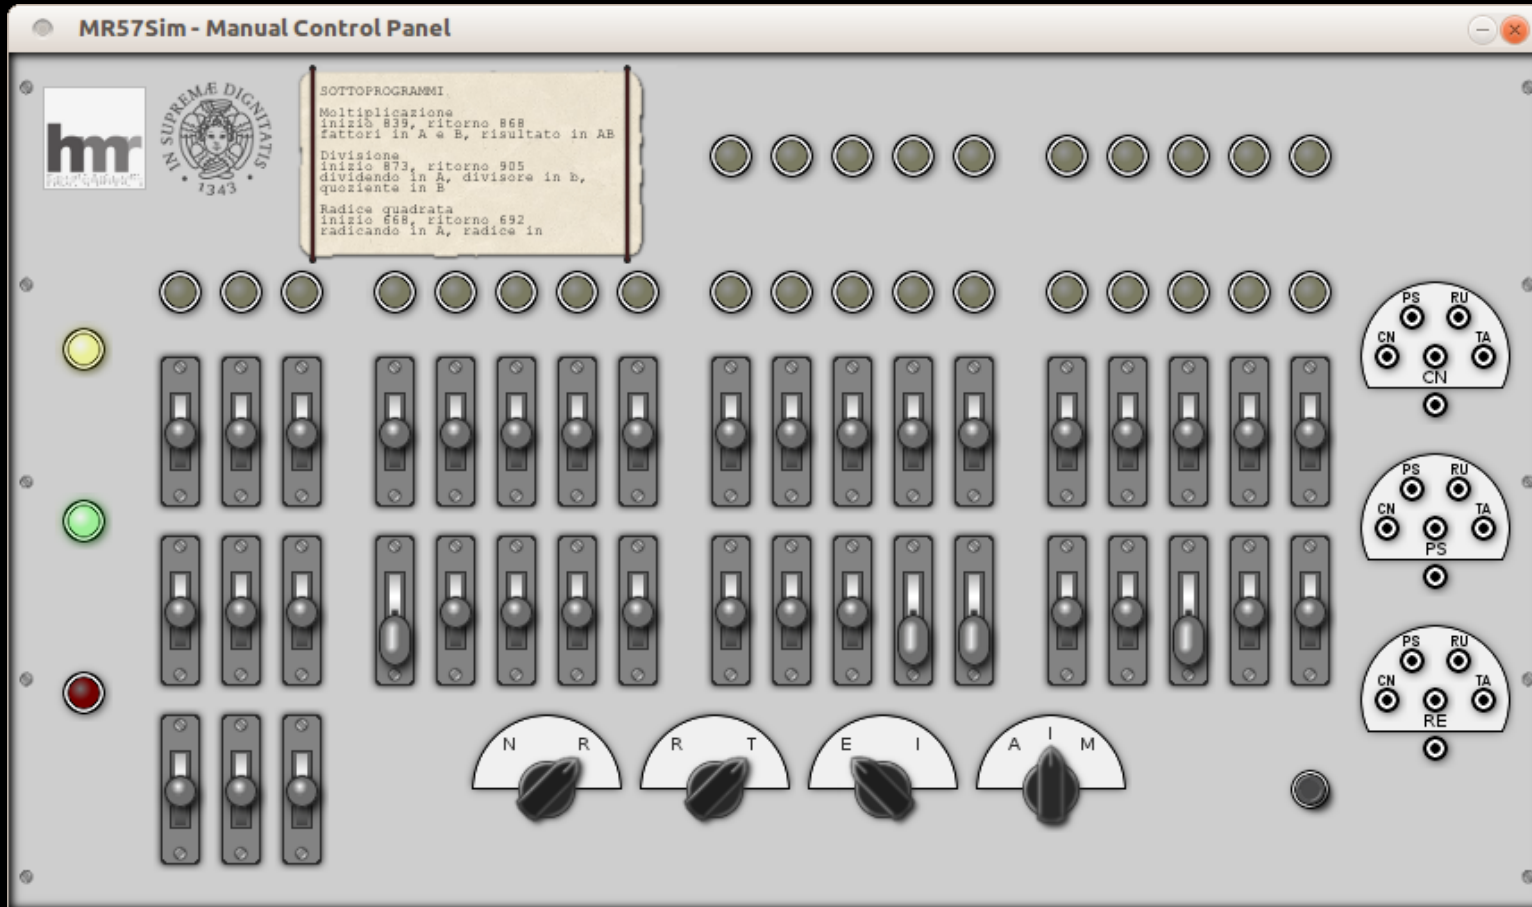 MR57Sim - Manual Control Panel
hmr
IN SUPREMÆ DIGNITATIS
· 1343 ·
SOTTOPROGRAMMI
Moltiplicazione
inizio 839, ritorno 868
fattori in A e B, risultato in AB
Divisione
inizio 873, ritorno 905
dividendo in A, divisore in b,
quoziente in B
Radice quadrata
inizio 668, ritorno 692
radicando in A, radice in
PS RU
CN TA
CN
PS RU
CN TA
PS
PS RU
CN TA
RE
N R
R T
E I
A I M